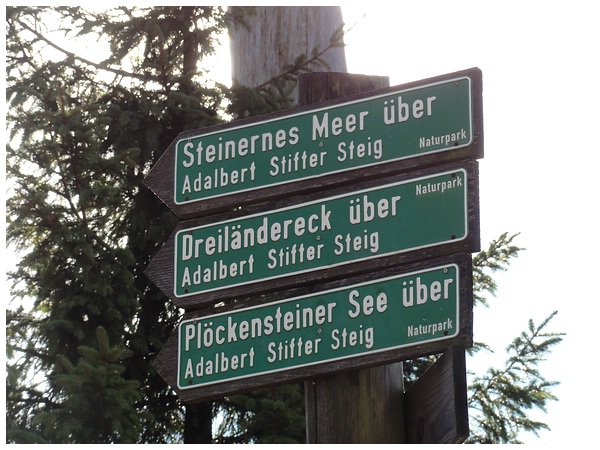 Steinernes Meer über
Adalbert Stifter Steig
Naturpark
Dreiländereck über
Naturpark
Adalbert Stifter Steig
Plöckensteiner See über
Adalbert Stifter Steig
Naturpark